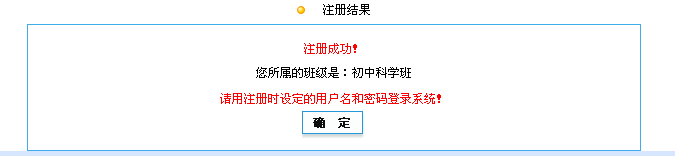 注册结果
注册成功！
您所属的班级是：初中科学班
请用注册时设定的用户名和密码登录系统！
确 定